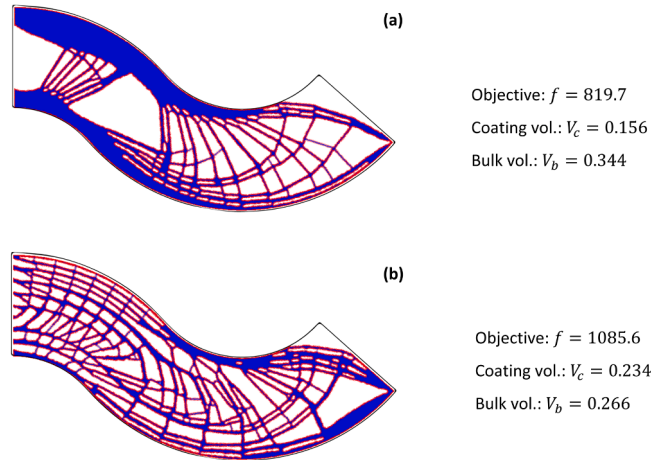 (a)
Objective: f = 819.7
Coating vol.: V_c = 0.156
Bulk vol.: V_b = 0.344
(b)
Objective: f = 1085.6
Coating vol.: V_c = 0.234
Bulk vol.: V_b = 0.266